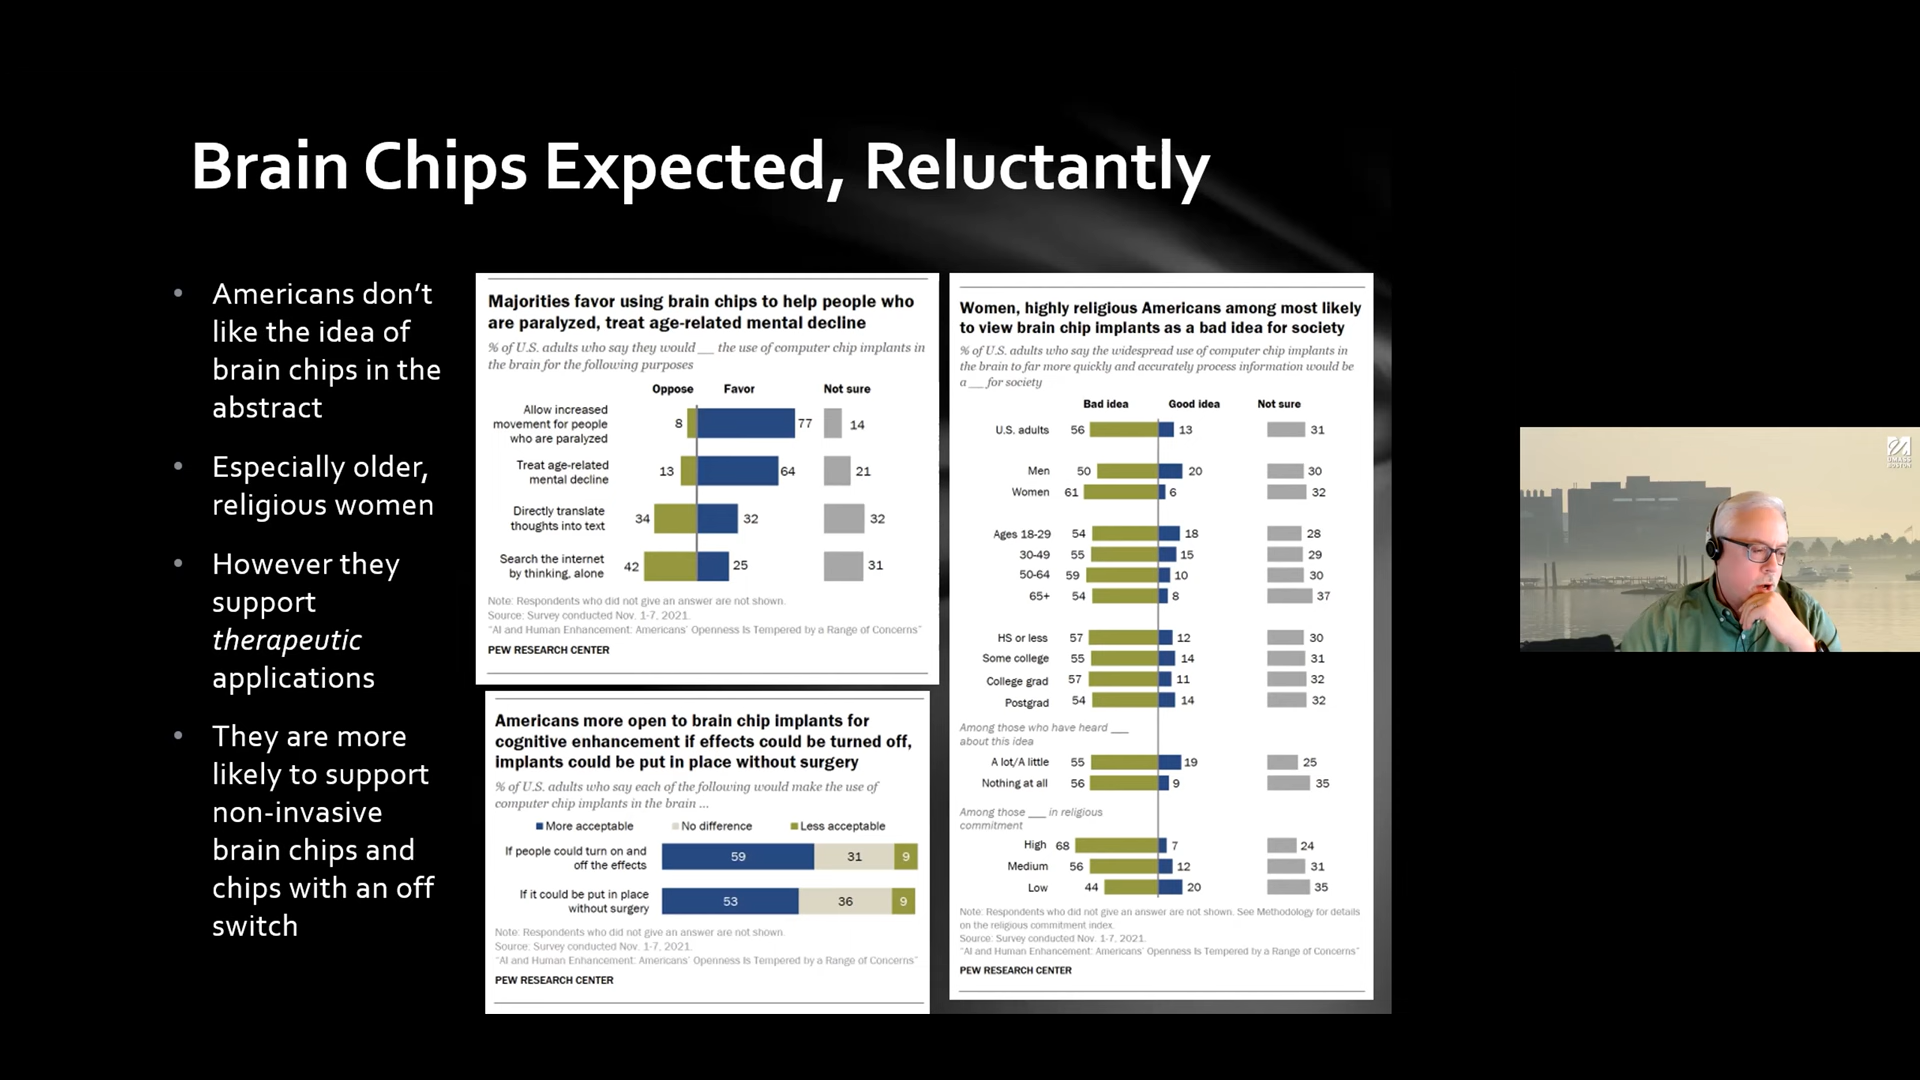 Brain Chips Expected, Reluctantly
• Americans don’t
like the idea of
brain chips in the
abstract
• Especially older,
religious women
• However they
support
therapeutic
applications
• They are more
likely to support
non-invasive
brain chips and
chips with an off
switch
Majorities favor using brain chips to help people who
are paralyzed, treat age-related mental decline
% of U.S. adults who say they would __ the use of computer chip implants in
the brain for the following purposes
Oppose Favor Not sure
Allow increased
movement for people
who are paralyzed
8 77 14
Treat age-related
mental decline
13 64 21
Directly translate
thoughts into text
34 32 32
Search the internet
by thinking, alone
42 25 31
Note: Respondents who did not give an answer are not shown.
Source: Survey conducted Nov. 1-7, 2021.
“AI and Human Enhancement: Americans’ Openness Is Tempered by a Range of Concerns”
PEW RESEARCH CENTER
Americans more open to brain chip implants for
cognitive enhancement if effects could be turned off,
implants could be put in place without surgery
% of U.S. adults who say each of the following would make the use of
computer chip implants in the brain ...
More acceptable No difference Less acceptable
If people could turn on and
off the effects
59 31 9
If it could be put in place
without surgery
53 36 9
Note: Respondents who did not give an answer are not shown.
Source: Survey conducted Nov. 1-7, 2021.
“AI and Human Enhancement: Americans’ Openness Is Tempered by a Range of Concerns”
PEW RESEARCH CENTER
Women, highly religious Americans among most likely
to view brain chip implants as a bad idea for society
% of U.S. adults who say the widespread use of computer chip implants in
the brain to far more quickly and accurately process information would be
a __ for society
Bad idea Good idea Not sure
U.S. adults 56 13 31
Men 50 20 30
Women 61 6 32
Ages 18-29 54 18 28
30-49 55 15 29
50-64 59 10 30
65+ 54 8 37
HS or less 57 12 30
Some college 55 14 31
College grad 57 11 32
Postgrad 54 14 32
Among those who have heard ___
about this idea
A lot/A little 55 19 25
Nothing at all 56 9 35
Among those ___ in religious
commitment
High 68 7 24
Medium 56 12 31
Low 44 20 35
Note: Respondents who did not give an answer are not shown. See Methodology for details
on the religious commitment index.
Source: Survey conducted Nov. 1-7, 2021.
“AI and Human Enhancement: Americans’ Openness Is Tempered by a Range of Concerns”
PEW RESEARCH CENTER
UMASS
BOSTON